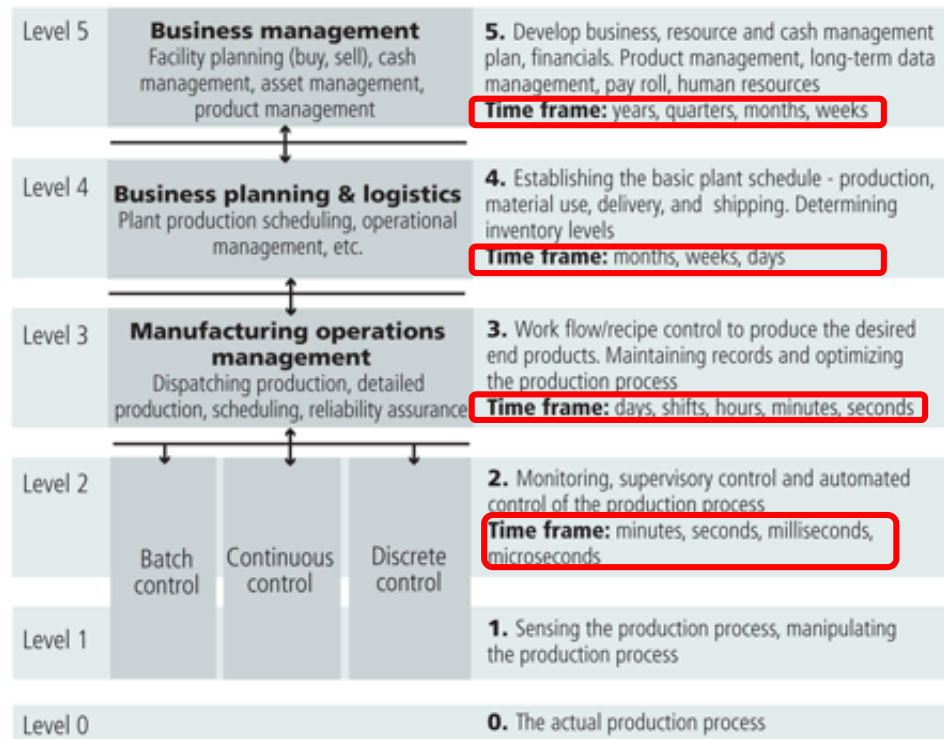 Level 5
Business management
Facility planning (buy, sell), cash
management, asset management,
product management
5. Develop business, resource and cash management
plan, financials. Product management, long-term data
management, pay roll, human resources
Time frame: years, quarters, months, weeks
Level 4
Business planning & logistics
Plant production scheduling, operational
management, etc.
4. Establishing the basic plant schedule - production,
material use, delivery, and shipping. Determining
inventory levels
Time frame: months, weeks, days
Level 3
Manufacturing operations
management
Dispatching production, detailed
production, scheduling, reliability assurance
3. Work flow/recipe control to produce the desired
end products. Maintaining records and optimizing
the production process
Time frame: days, shifts, hours, minutes, seconds
Level 2
2. Monitoring, supervisory control and automated
control of the production process
Time frame: minutes, seconds, milliseconds,
microseconds
Batch
control
Continuous
control
Discrete
control
Level 1
1. Sensing the production process, manipulating
the production process
Level 0
0. The actual production process